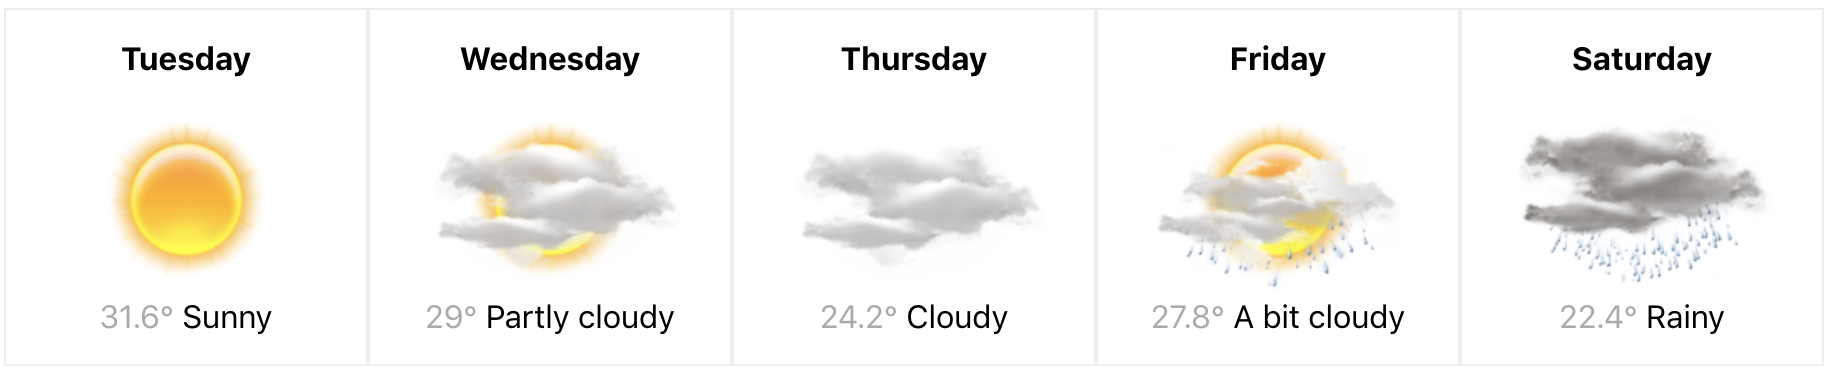 Tuesday
31.6° Sunny
Wednesday
29° Partly cloudy
Thursday
24.2° Cloudy
Friday
27.8° A bit cloudy
Saturday
22.4° Rainy